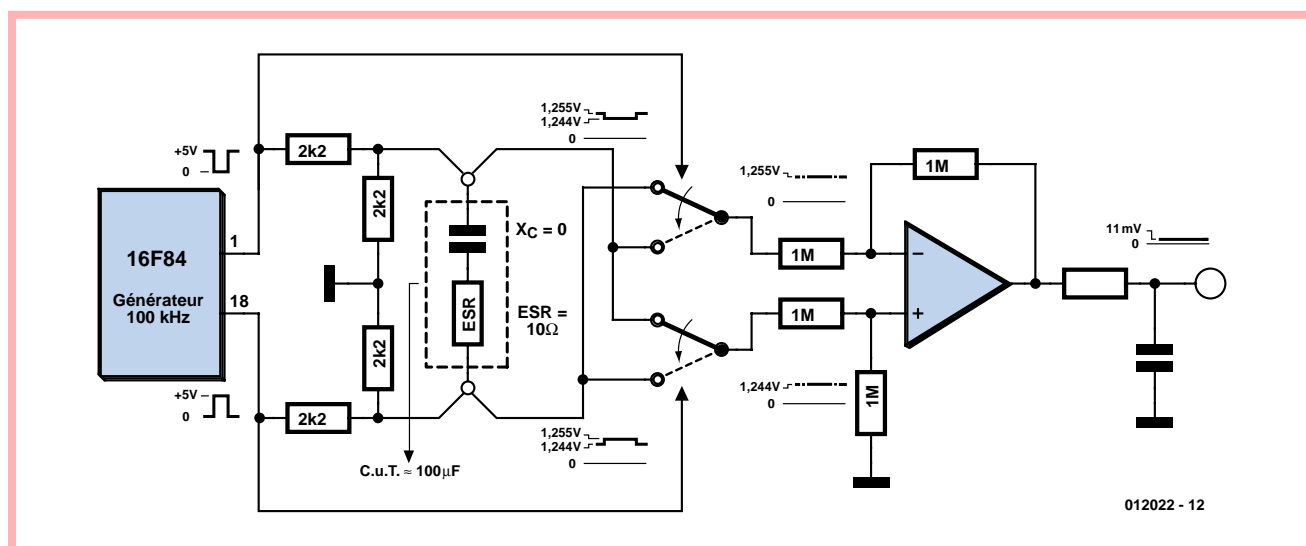 +5V
0
16F84
Générateur
100 kHz
1
18
+5V
0
2k2
2k2
2k2
2k2
XC = 0
ESR
ESR =
10Ω
C.u.T. ≈ 100µF
1,255V
1,244V
0
1,255V
1,244V
0
1,255V
0
1M
1M
1,244V
0
1M
1M
–
+
11 mV
0
012022 - 12